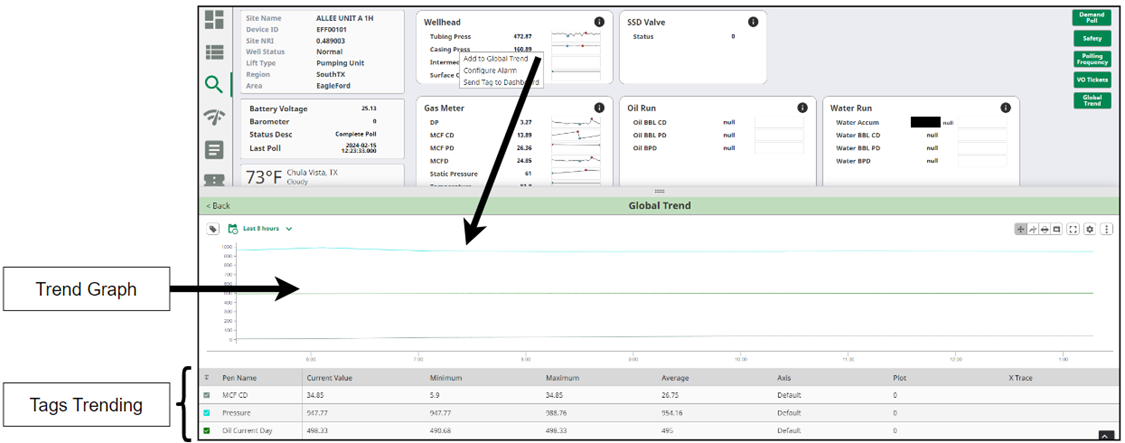 Site Name ALLEE UNIT A 1H
Device ID EFF00101
Site NRI 0.489003
Well Status Normal
Lift Type Pumping Unit
Region SouthTX
Area EagleFord
Battery Voltage 25.13
Barometer 0
Status Desc Complete Poll
Last Poll 2024-02-15
12:23:33.000
73°F Chula Vista, TX
Cloudy
Wellhead
Tubing Press 472.87
Casing Press 160.89
Intermed
Surface C
Add to Global Trend
Configure Alarm
Send Tag to Dashboard
SSD Valve
Status 0
Demand
Poll
Safety
Polling
Frequency
VO Tickets
Global
Trend
Gas Meter
DP 3.27
MCF CD 13.89
MCF PD 26.36
MCFD 24.85
Static Pressure 61
Oil Run
Oil BBL CD null
Oil BBL PD null
Oil BPD null
Water Run
Water Accum null
Water BBL CD null
Water BBL PD null
Water BPD null
< Back
Global Trend
Last 8 hours
1000
900
800
700
600
500
400
300
200
100
0
6:00 7:00 8:00 9:00 10:00 11:00 12:00 1:00
Trend Graph
Tags Trending
Pen Name Current Value Minimum Maximum Average Axis Plot X Trace
MCF CD 34.85 5.9 34.85 26.75 Default 0
Pressure 947.77 947.77 988.76 954.16 Default 0
Oil Current Day 498.33 490.68 498.33 495 Default 0